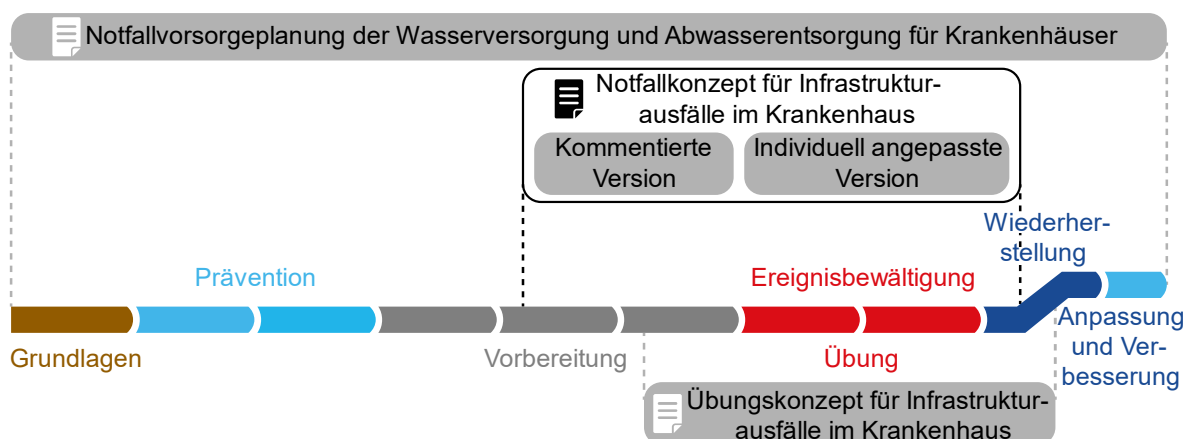 Notfallvorsorgeplanung der Wasserversorgung und Abwasserentsorgung für Krankenhäuser
Notfallkonzept für Infrastruktur-
ausfälle im Krankenhaus
Kommentierte
Version
Individuell angepasste
Version
Wiederher-
stellung
Prävention
Ereignisbewältigung
Grundlagen
Vorbereitung
Übung
Anpassung
und Ver-
besserung
Übungskonzept für Infrastruktur-
ausfälle im Krankenhaus